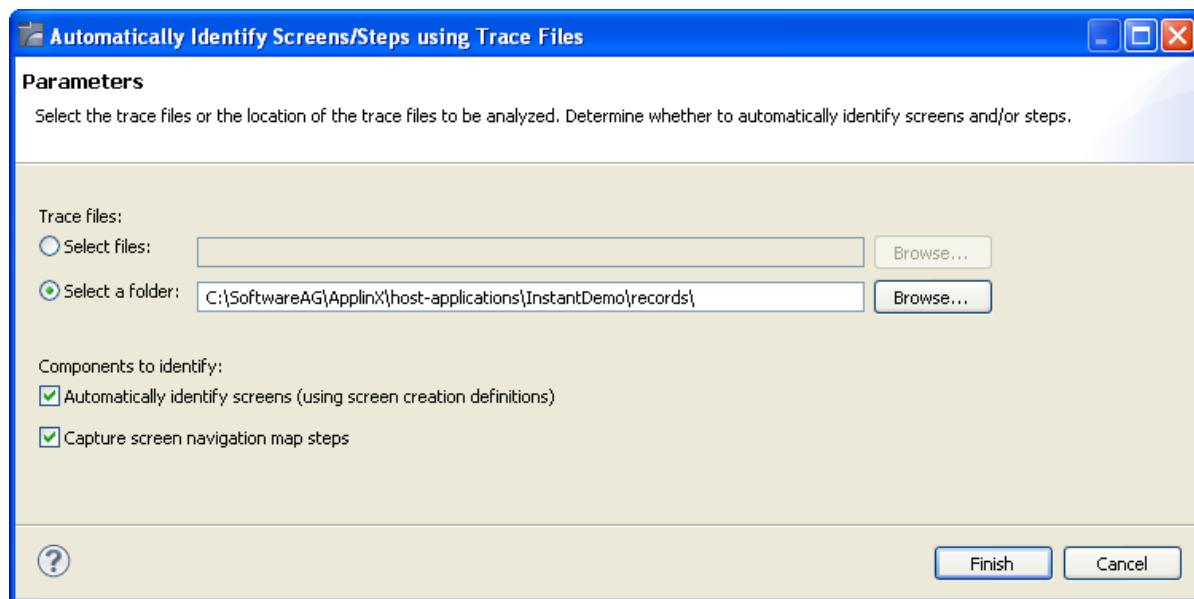 Automatically Identify Screens/Steps using Trace Files
Parameters
Select the trace files or the location of the trace files to be analyzed. Determine whether to automatically identify screens and/or steps.
Trace files:
Select files: Browse...
Select a folder: C:\SoftwareAG\ApplinX\host-applications\InstantDemo\records\ Browse...
Components to identify:
Automatically identify screens (using screen creation definitions)
Capture screen navigation map steps
? Finish Cancel